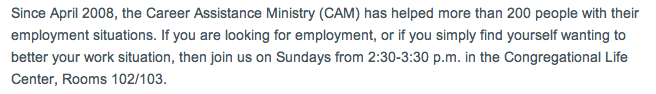 Since April 2008, the Career Assistance Ministry (CAM) has helped more than 200 people with their
employment situations. If you are looking for employment, or if you simply find yourself wanting to
better your work situation, then join us on Sundays from 2:30-3:30 p.m. in the Congregational Life
Center, Rooms 102/103.